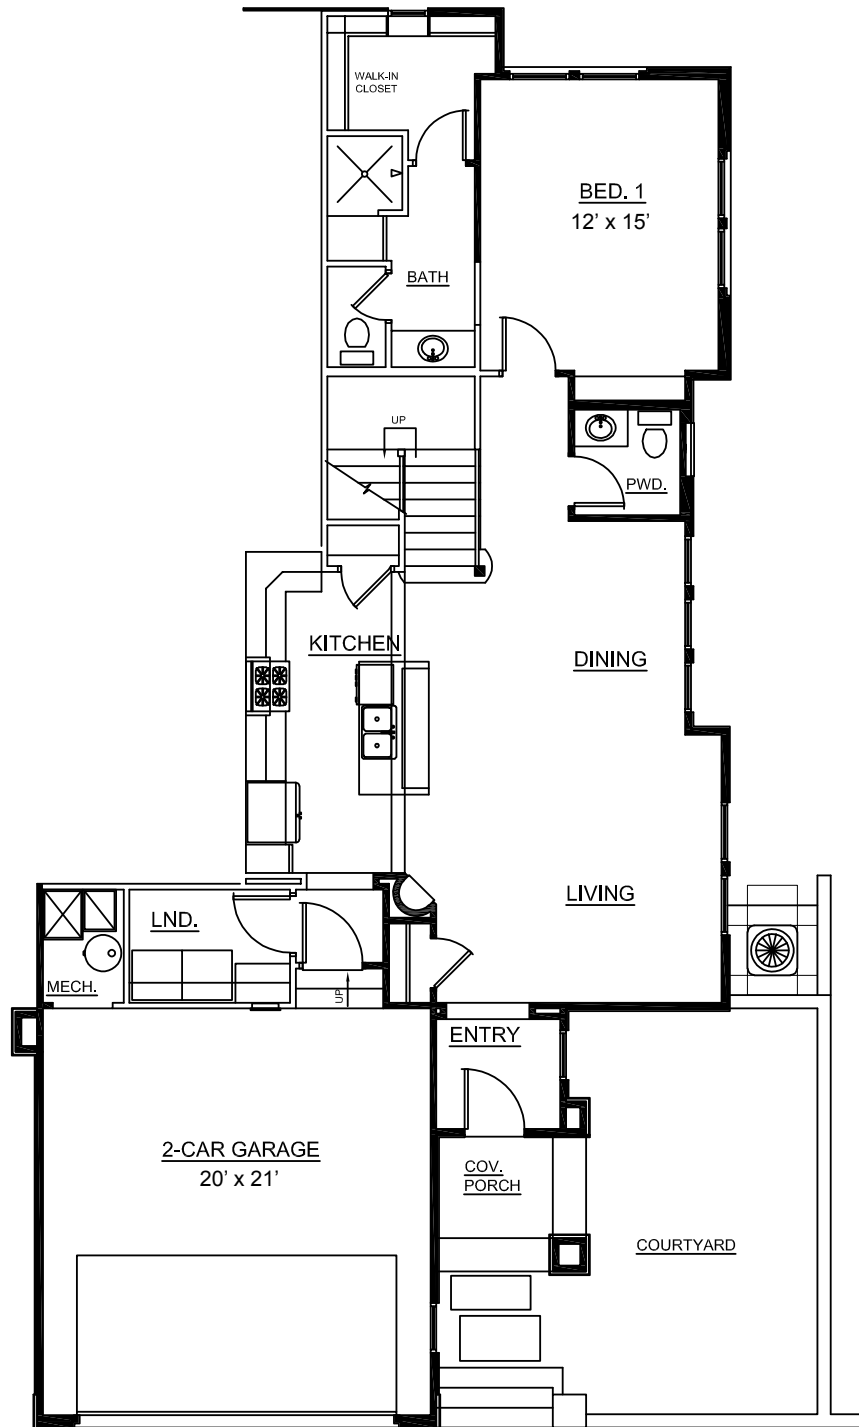 WALK-IN
CLOSET
BED. 1
12’ x 15’
BATH
UP
PWD.
KITCHEN
DINING
LIVING
LND.
MECH.
UP
ENTRY
2-CAR GARAGE
20’ x 21’
COV.
PORCH
COURTYARD